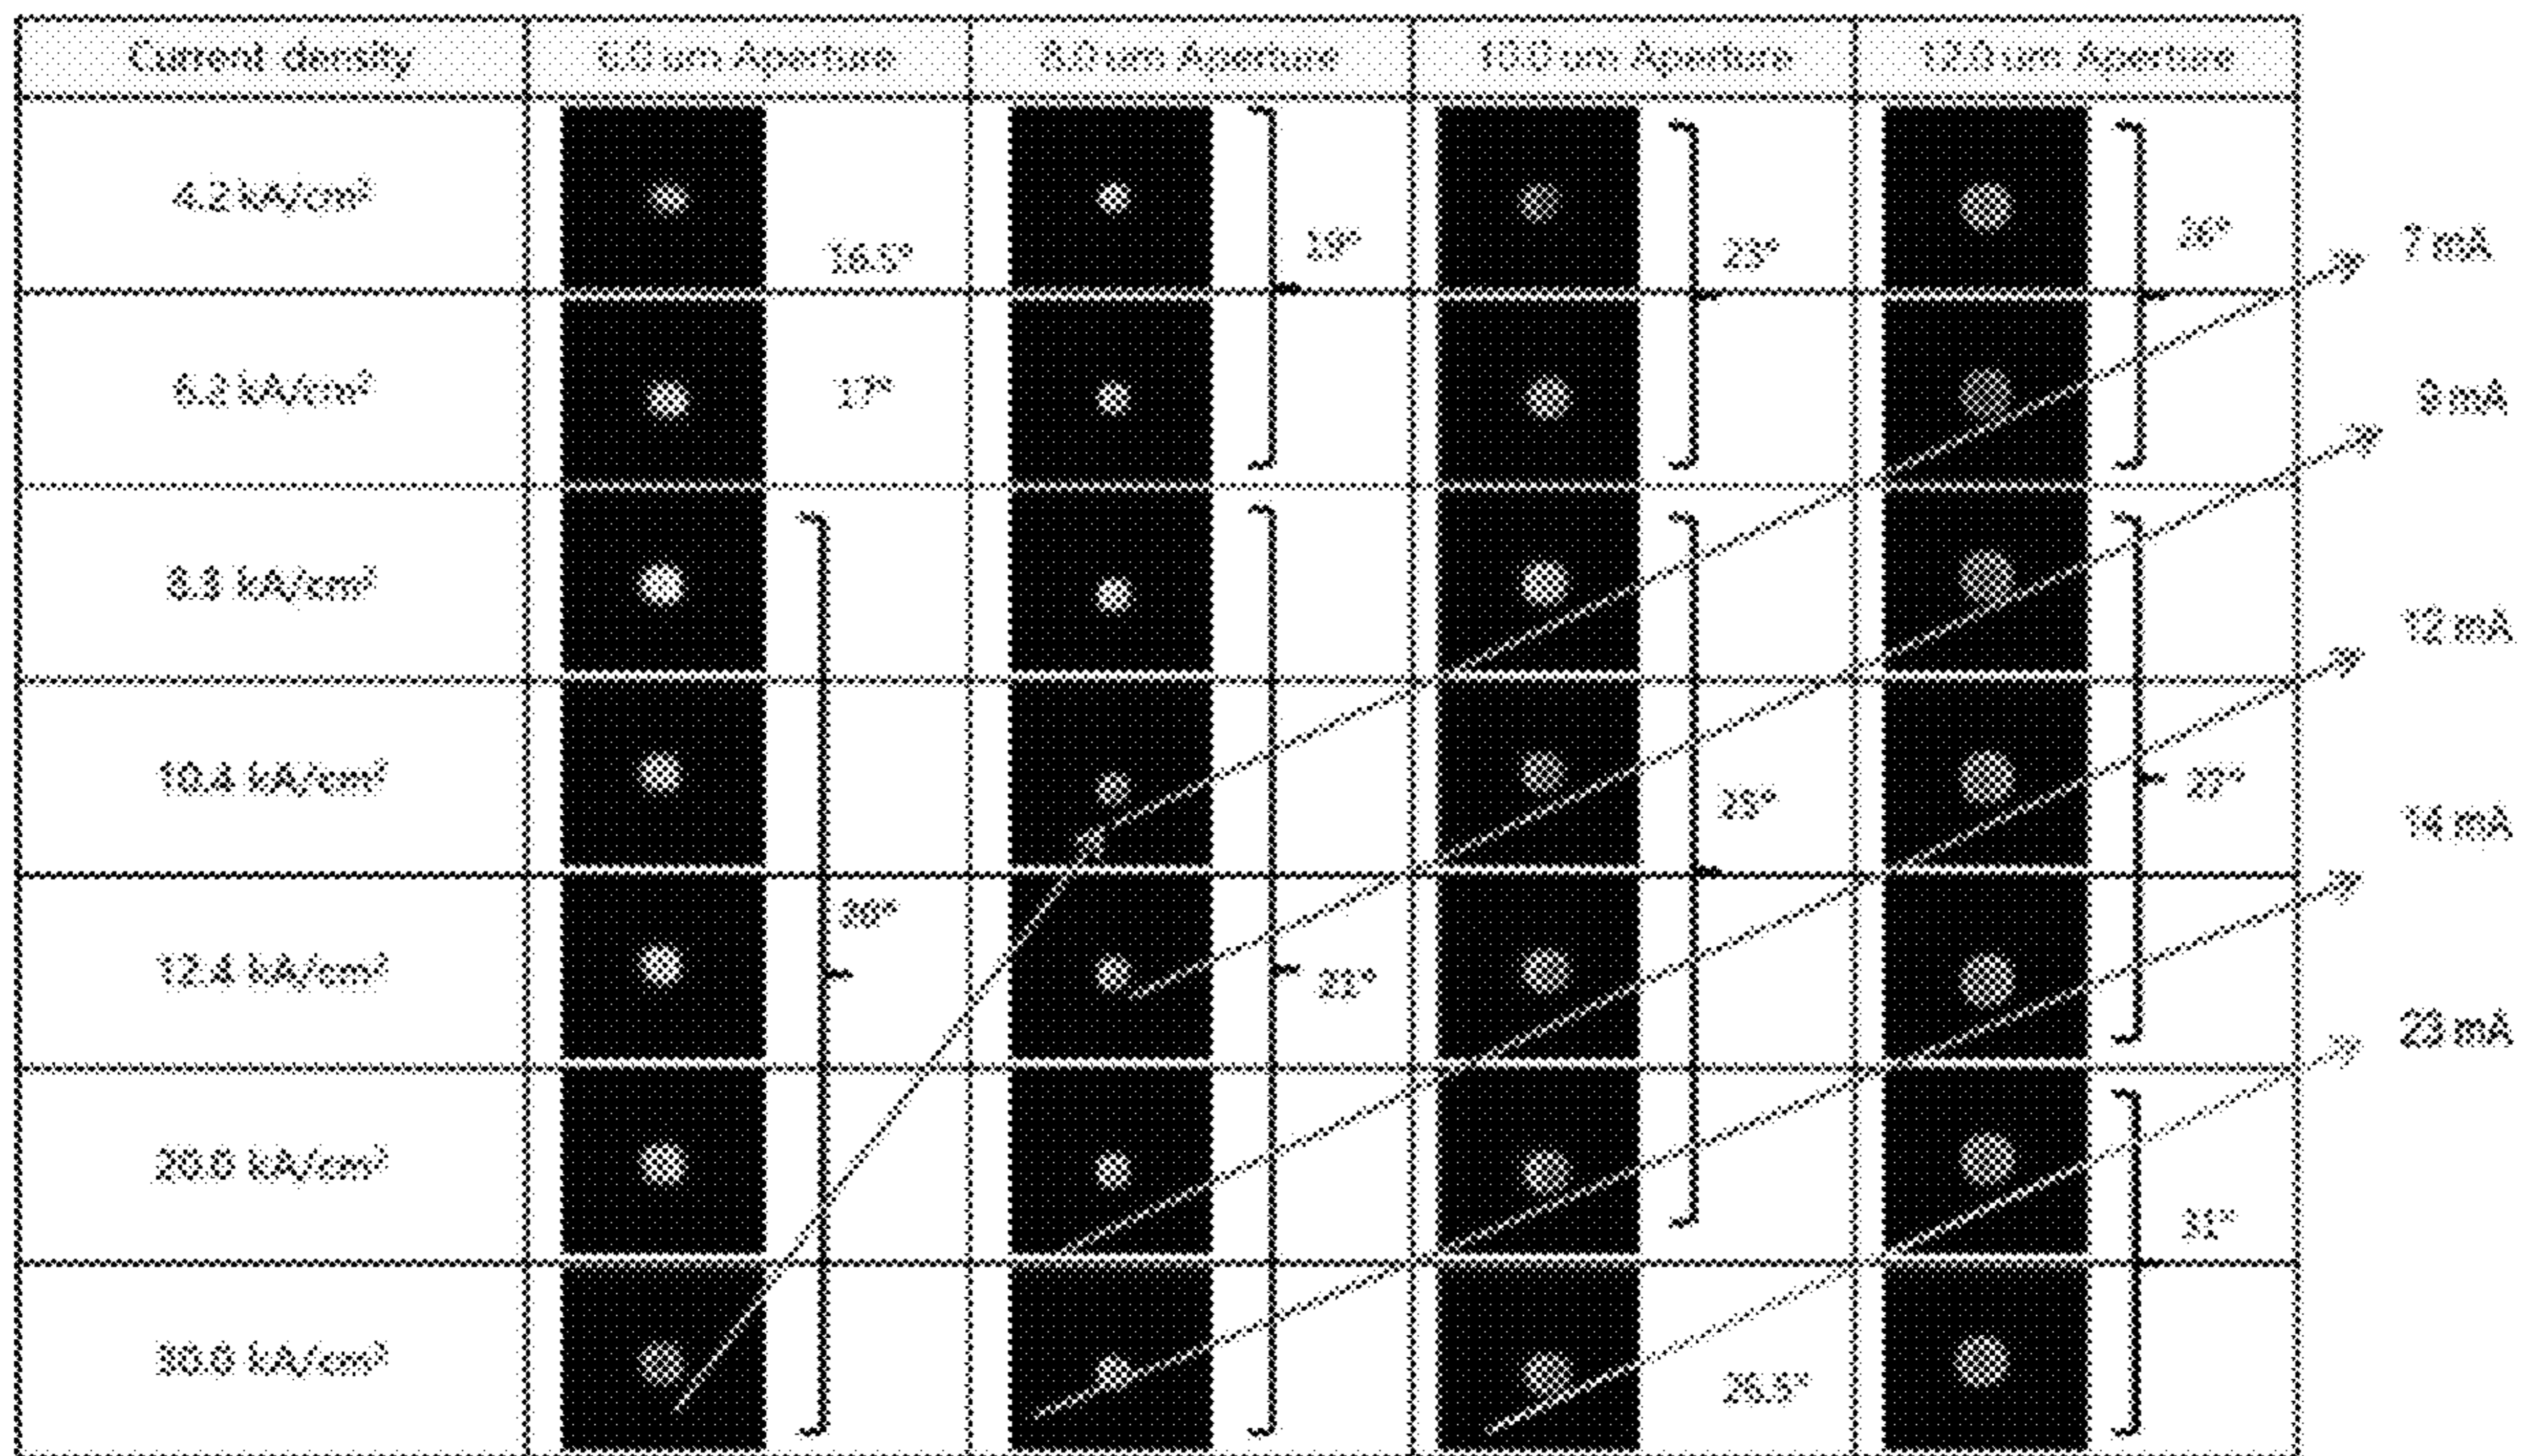 Current density 6.0 um Aperture 8.0 um Aperture 10.0 um Aperture 12.0 um Aperture
4.2 kA/cm² 16.5° 19° 23° 26° 7 mA
6.2 kA/cm² 17° 9 mA
8.3 kA/cm² 12 mA
10.4 kA/cm² 25° 27° 14 mA
12.4 kA/cm² 20° 21° 23 mA
20.0 kA/cm² 31°
30.0 kA/cm²